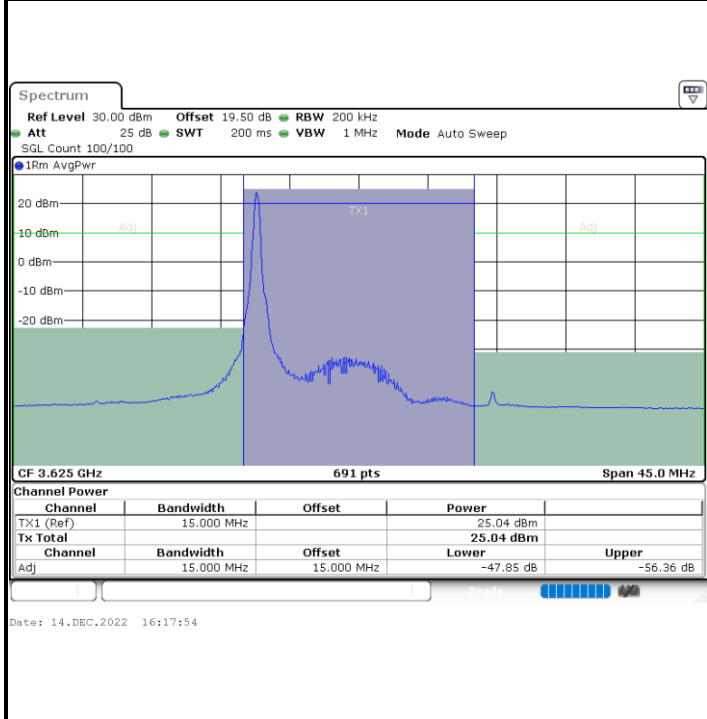 Spectrum
Ref Level 30.00 dBm Offset 19.50 dB RBW 200 kHz
Att 25 dB SWT 200 ms VBW 1 MHz Mode Auto Sweep
SGL Count 100/100
1Rm AvgPwr
20 dBm
TX1
10 dBm
Adj
Adj
0 dBm
-10 dBm
-20 dBm
CF 3.625 GHz 691 pts Span 45.0 MHz
Channel Power
Channel Bandwidth Offset Power
TX1 (Ref) 15.000 MHz 25.04 dBm
Tx Total 25.04 dBm
Channel Bandwidth Offset Lower Upper
Adj 15.000 MHz 15.000 MHz -47.85 dB -56.36 dB
Ready
Date: 14.DEC.2022 16:17:54